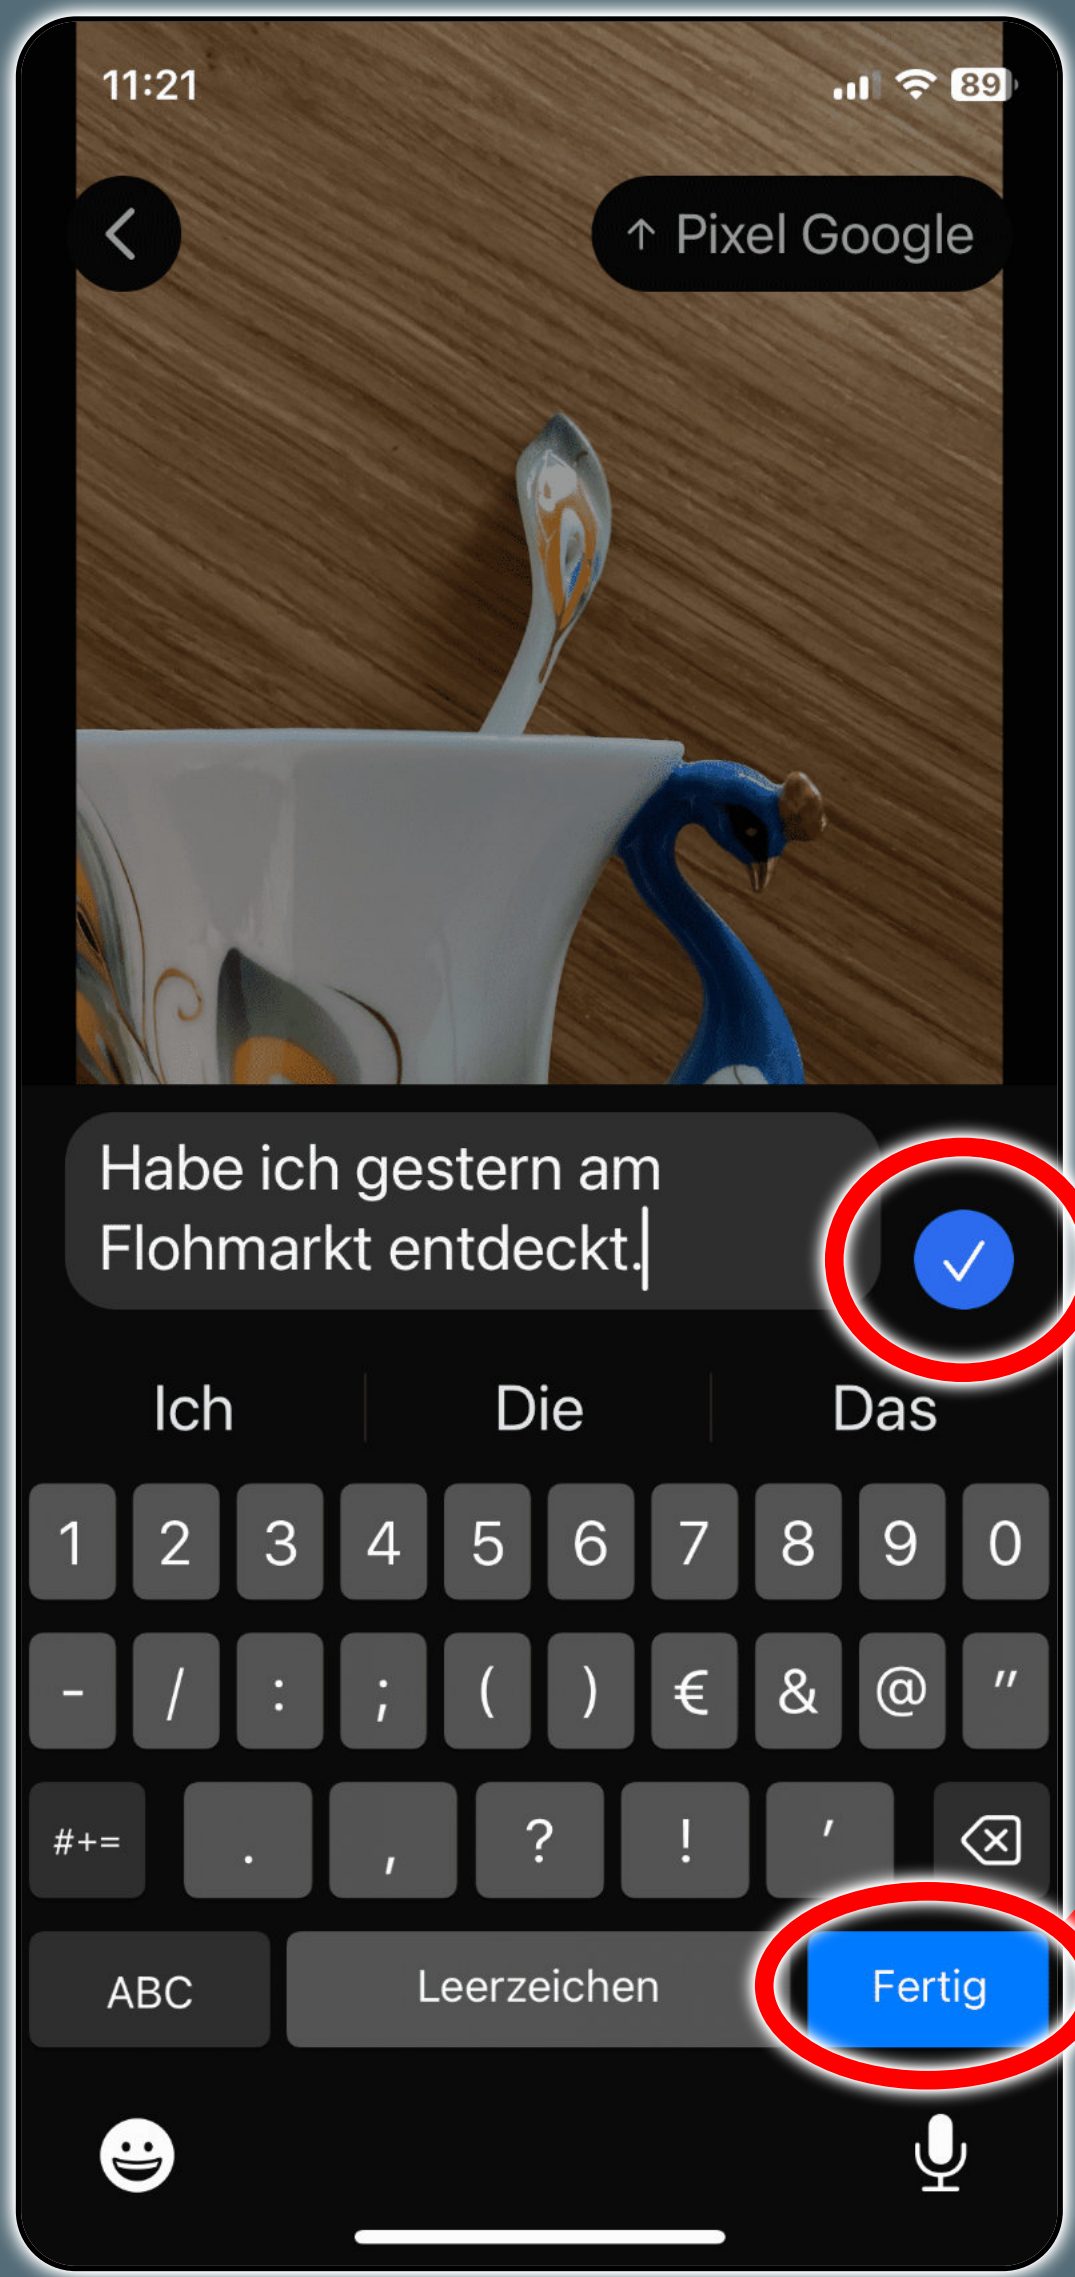 11:21
89
↑ Pixel Google
Habe ich gestern am
Flohmarkt entdeckt.
Ich Die Das
1 2 3 4 5 6 7 8 9 0
- / : ; ( ) € & @ "
#+= . , ? ! '
ABC Leerzeichen Fertig